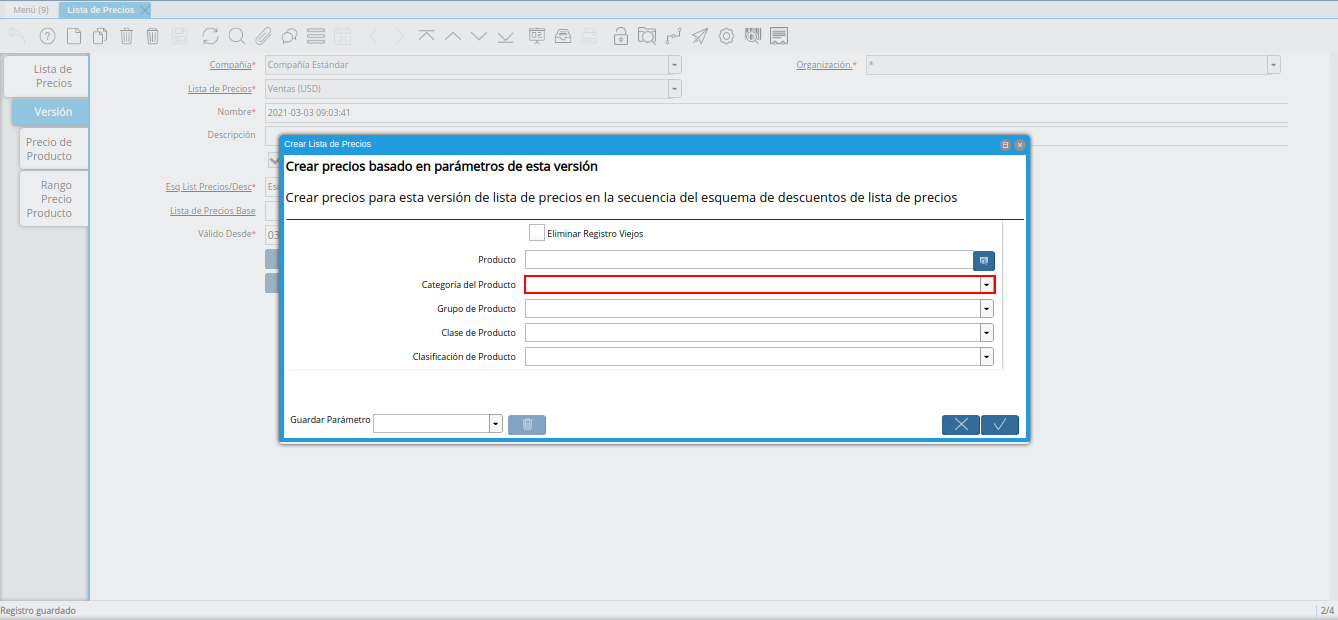 Menú (9)
Lista de Precios
Compañía*
Compañía Estándar
Organización.*
*
Lista de Precios*
Ventas (USD)
Nombre*
2021-03-03 09:03:41
Descripción
Esq List Precios/Desc*
Lista de Precios Base
Válido Desde*
03
Lista de
Precios
Versión
Precio de
Producto
Rango
Precio
Producto
Crear Lista de Precios
Crear precios basado en parámetros de esta versión
Crear precios para esta versión de lista de precios en la secuencia del esquema de descuentos de lista de precios
Eliminar Registro Viejos
Producto
Categoría del Producto
Grupo de Producto
Clase de Producto
Clasificación de Producto
Guardar Parámetro
Registro guardado
2/4